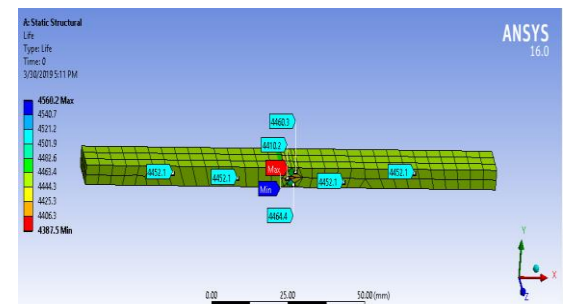 A: Static Structural
Life
Type: Life
Time: 0
3/30/2019 5:11 PM
4560.2 Max
4540.7
4521.2
4501.9
4482.6
4463.4
4444.3
4425.3
4406.3
4387.5 Min
ANSYS
16.0
4460.3
4410.2
Max
Min
4452.1
4452.1
4452.1
4452.1
4464.4
0.00
25.00
50.00 (mm)
Y
X
Z